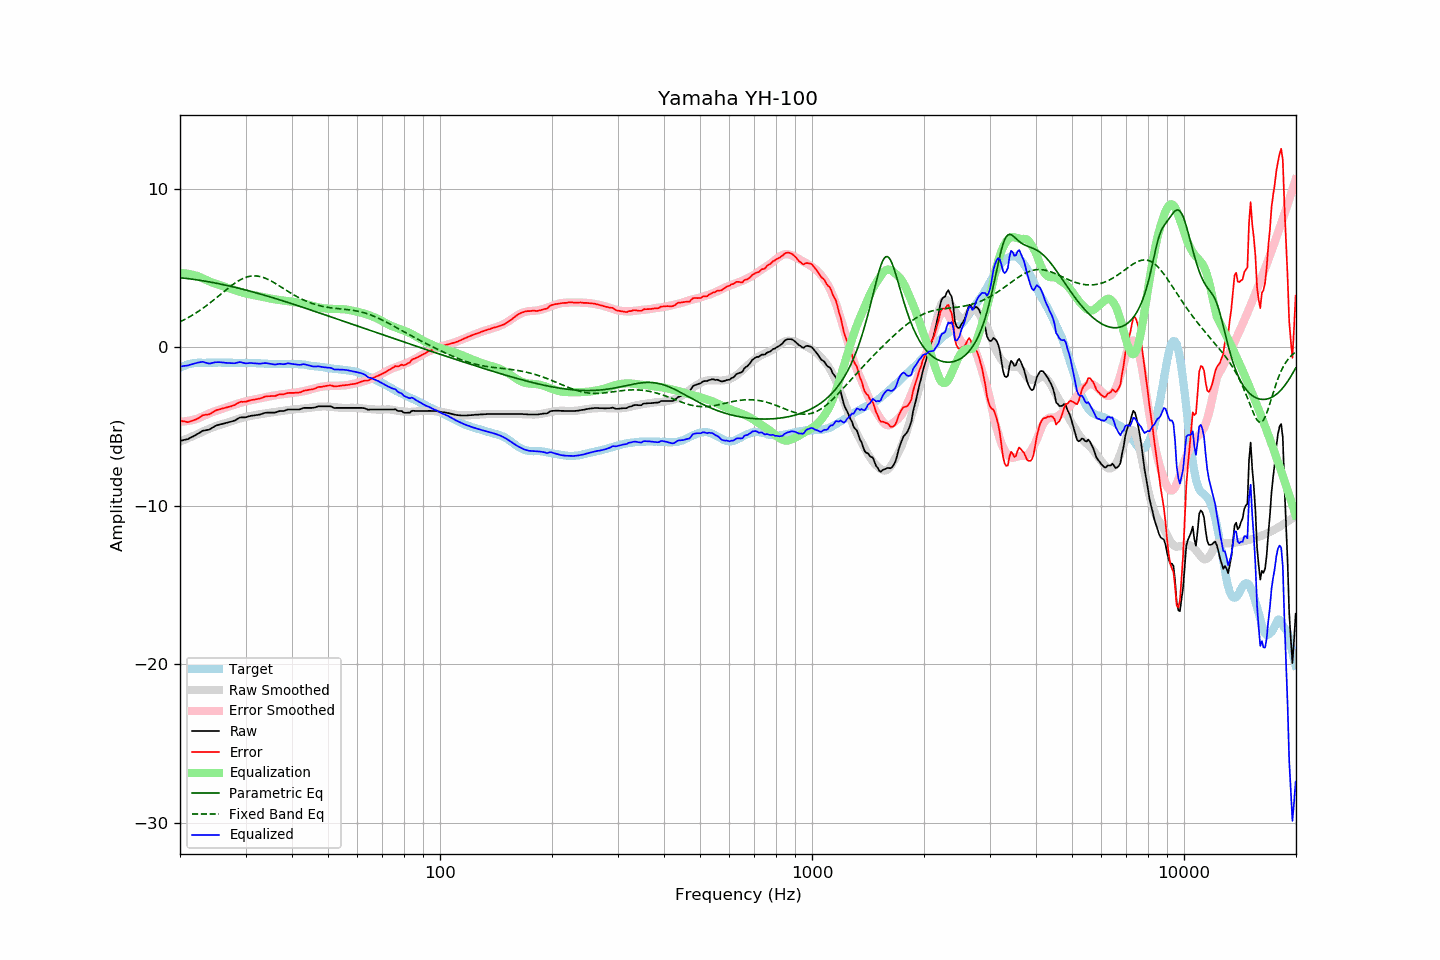 Yamaha YH-100
10
0
−10
−20
−30
Amplitude (dBr)
Target
Raw Smoothed
Error Smoothed
Raw
Error
Equalization
Parametric Eq
Fixed Band Eq
Equalized
100
1000
10000
Frequency (Hz)